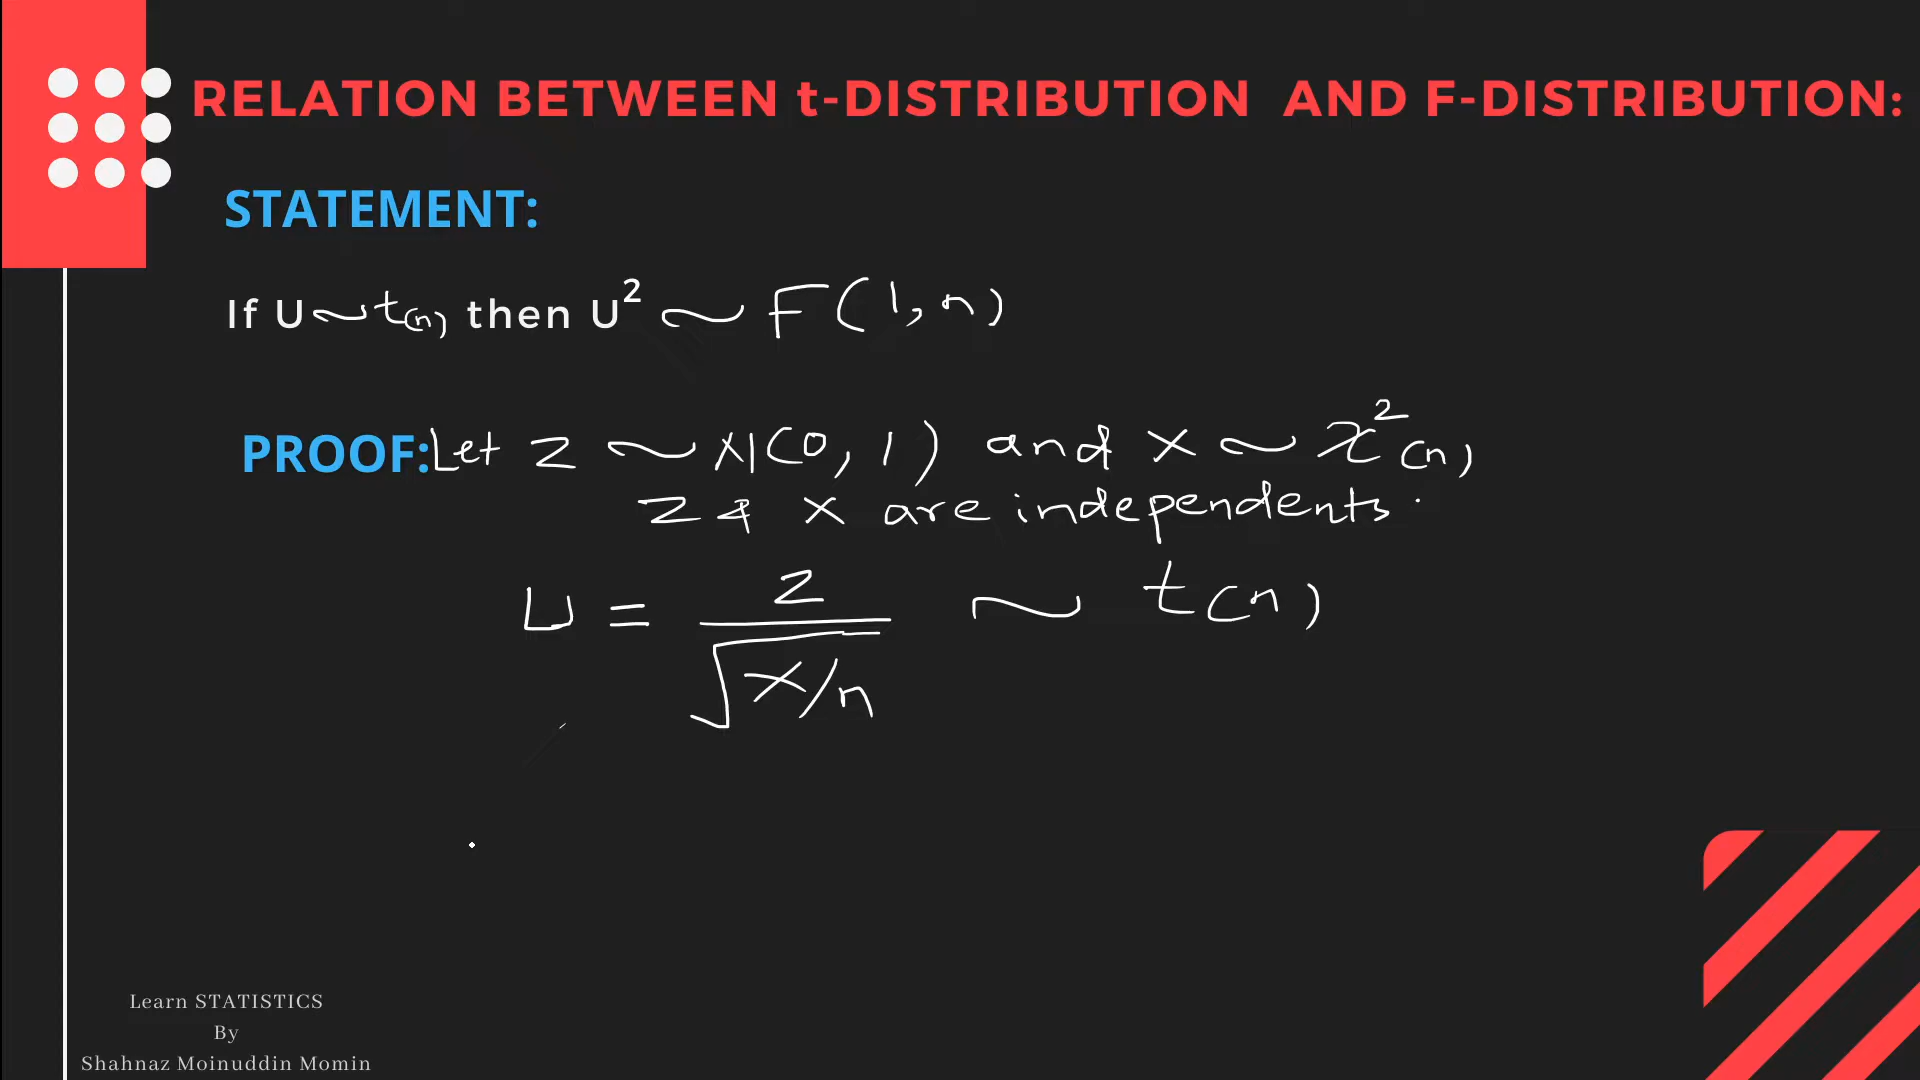 RELATION BETWEEN t-DISTRIBUTION AND F-DISTRIBUTION:
STATEMENT:
If U ~ t(n) then U² ~ F(1,n)
PROOF: Let Z ~ N(0,1) and X ~ χ²(n)
Z & X are independents.
U = Z / √(X/n) ~ t(n)
Learn STATISTICS
By
Shahnaz Moinuddin Momin